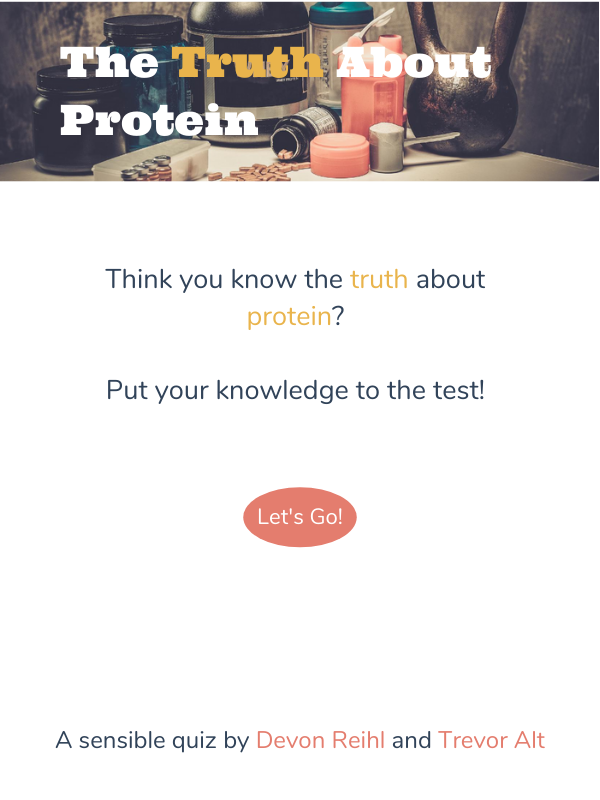 The Truth About
Protein
Think you know the truth about
protein?
Put your knowledge to the test!
Let's Go!
A sensible quiz by Devon Reihl and Trevor Alt